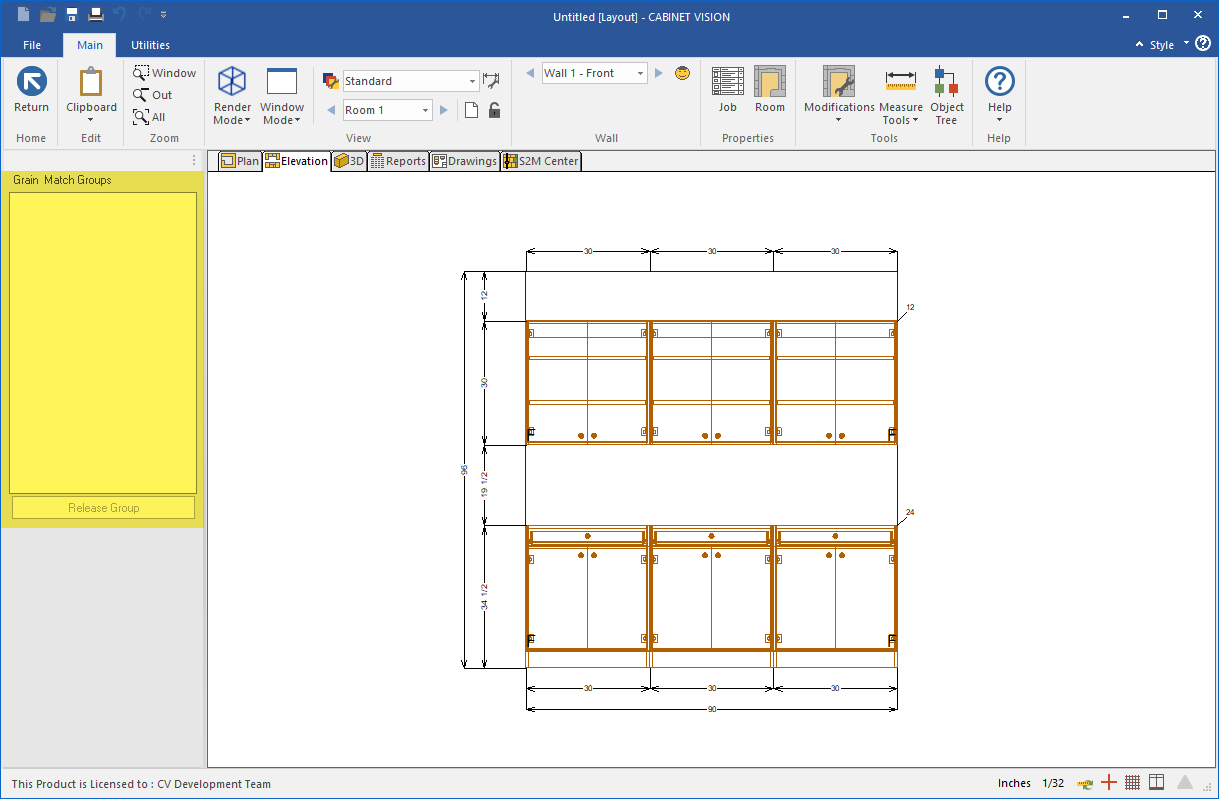 Untitled [Layout] - CABINET VISION
File Main Utilities Style
Return
Home
Clipboard
Edit
Window
Out
All
Zoom
Render Mode
Window Mode
Standard
Room 1
View
Wall 1 - Front
Wall
Job
Room
Properties
Modifications
Measure Tools
Object Tree
Tools
Help
Help
Plan Elevation 3D Reports Drawings S2M Center
Grain Match Groups
Release Group
30 30 30
12
12
30
96
19 1/2
24
34 1/2
30 30 30
90
This Product is Licensed to : CV Development Team
Inches 1/32